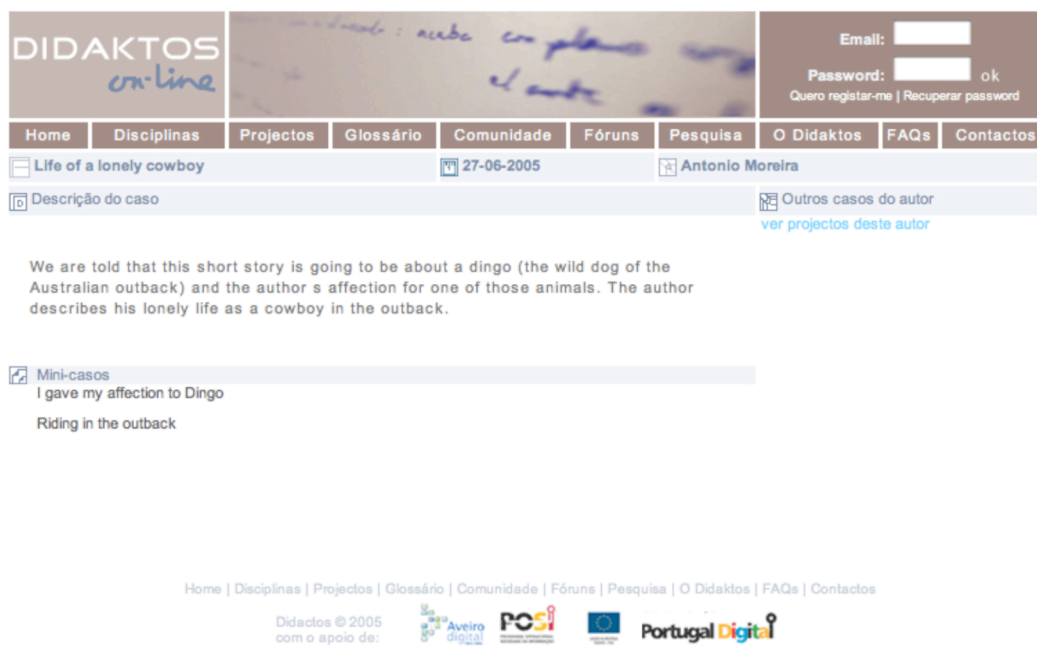 DIDAKTOS
on-line
Email:
Password:
ok
Quero registar-me | Recuperar password
Home Disciplinas Projectos Glossário Comunidade Fóruns Pesquisa O Didaktos FAQs Contactos
Life of a lonely cowboy 27-06-2005 Antonio Moreira
Descrição do caso
Outros casos do autor
ver projectos deste autor
We are told that this short story is going to be about a dingo (the wild dog of the
Australian outback) and the author s affection for one of those animals. The author
describes his lonely life as a cowboy in the outback.
Mini-casos
I gave my affection to Dingo
Riding in the outback
Home | Disciplinas | Projectos | Glossário | Comunidade | Fóruns | Pesquisa | O Didaktos | FAQs | Contactos
Didactos © 2005
com o apoio de:
Aveiro
digital
POSI
Portugal Digital